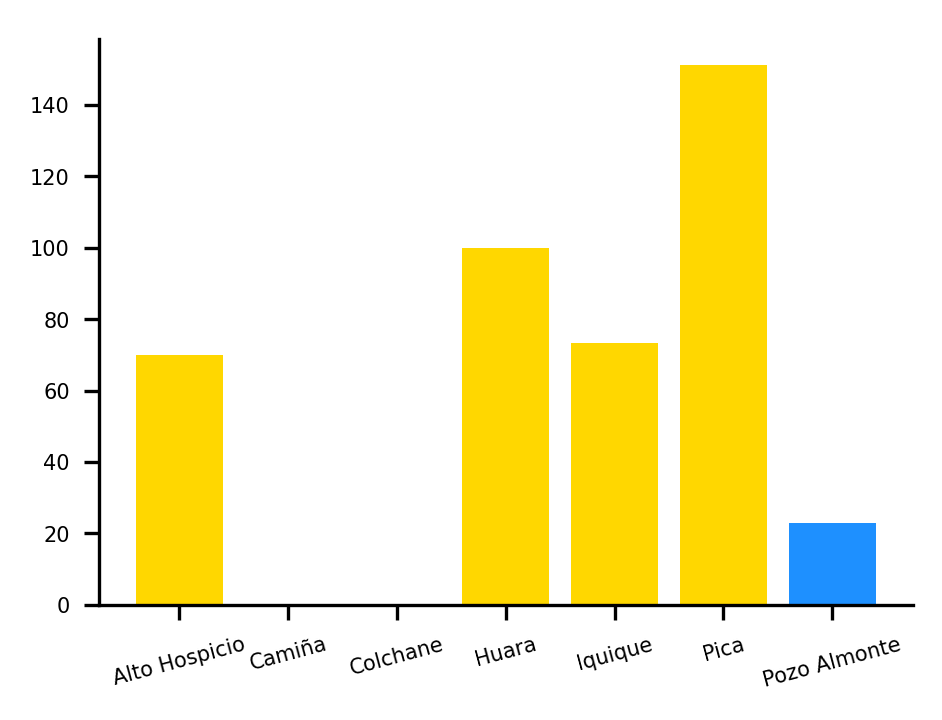 140
120
100
80
60
40
20
0
Alto Hospicio
Camiña
Colchane
Huara
Iquique
Pica
Pozo Almonte